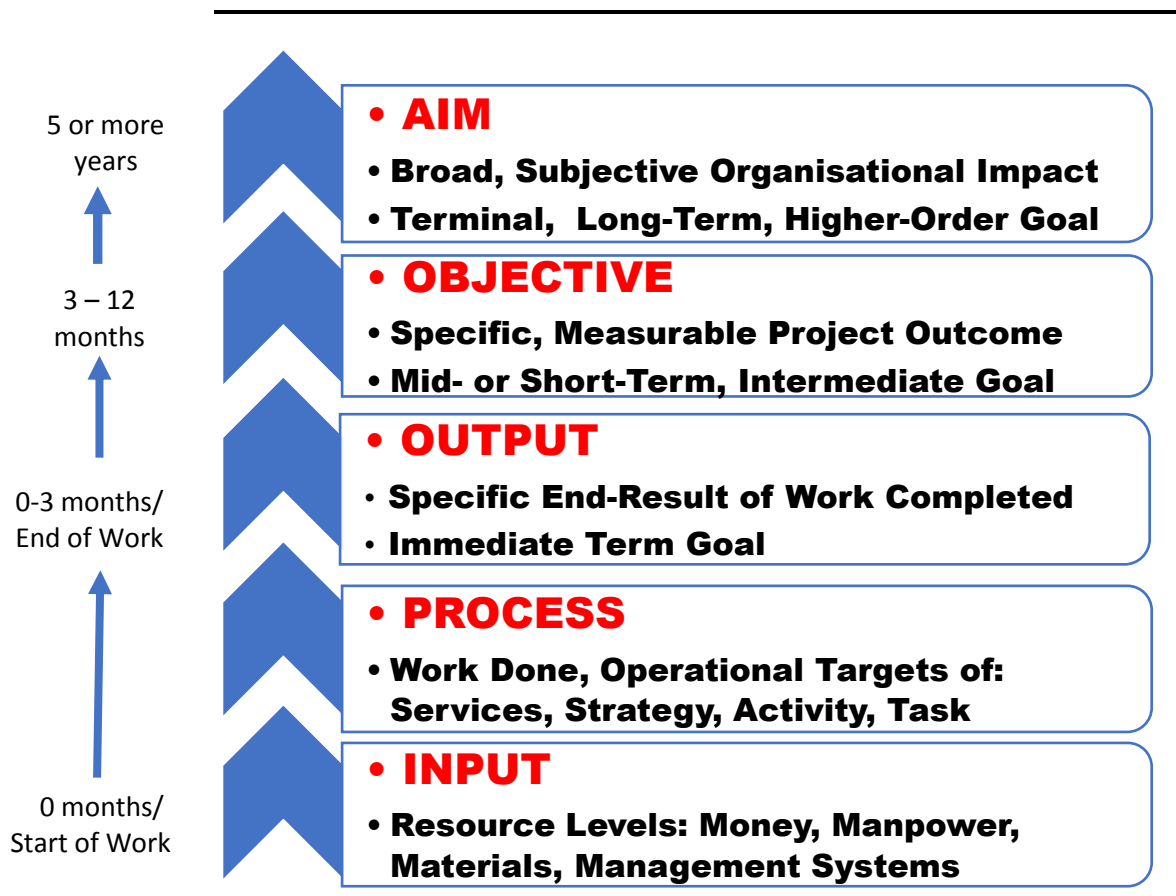 5 or more
years
• AIM
• Broad, Subjective Organisational Impact
• Terminal, Long-Term, Higher-Order Goal
3 – 12
months
• OBJECTIVE
• Specific, Measurable Project Outcome
• Mid- or Short-Term, Intermediate Goal
0-3 months/
End of Work
• OUTPUT
• Specific End-Result of Work Completed
• Immediate Term Goal
• PROCESS
• Work Done, Operational Targets of:
Services, Strategy, Activity, Task
0 months/
Start of Work
• INPUT
• Resource Levels: Money, Manpower,
Materials, Management Systems